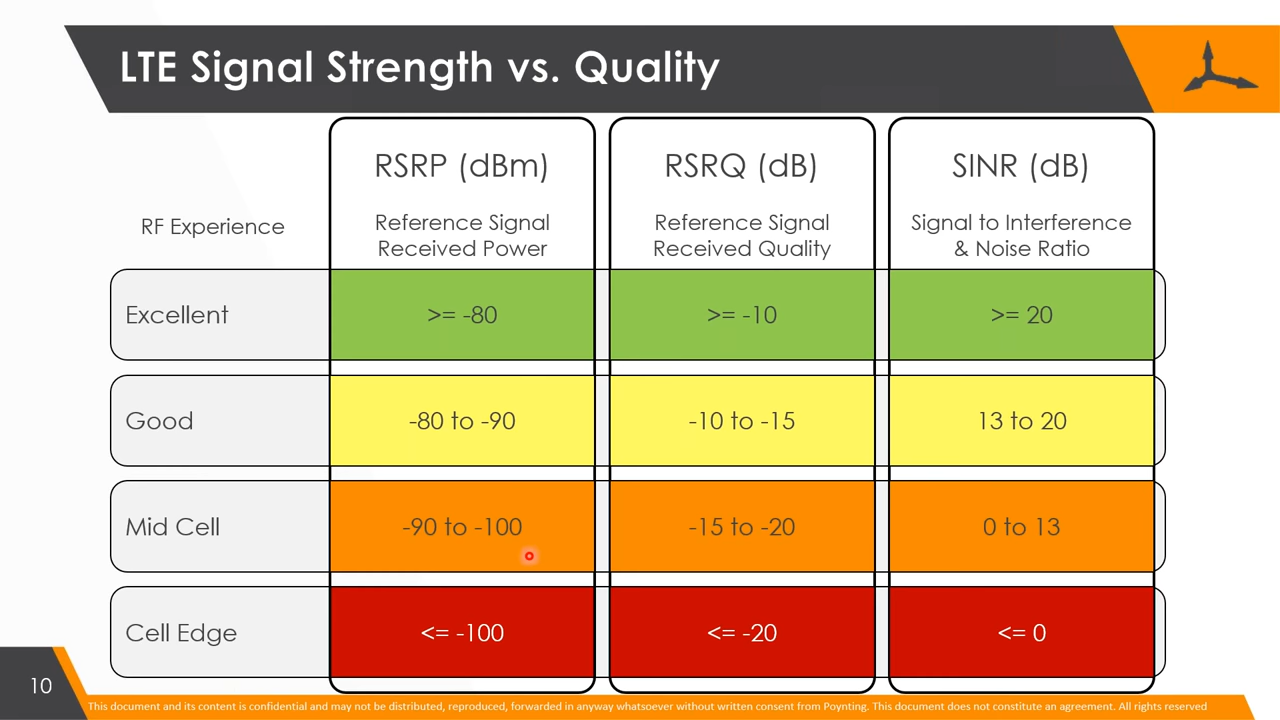 LTE Signal Strength vs. Quality
RSRP (dBm)
RSRQ (dB)
SINR (dB)
RF Experience
Reference Signal
Received Power
Reference Signal
Received Quality
Signal to Interference
& Noise Ratio
Excellent
>= -80
>= -10
>= 20
Good
-80 to -90
-10 to -15
13 to 20
Mid Cell
-90 to -100
-15 to -20
0 to 13
Cell Edge
<= -100
<= -20
<= 0
10
This document and its content is confidential and may not be distributed, reproduced, forwarded in anyway whatsoever without written consent from Poynting. This document does not constitute an agreement. All rights reserved